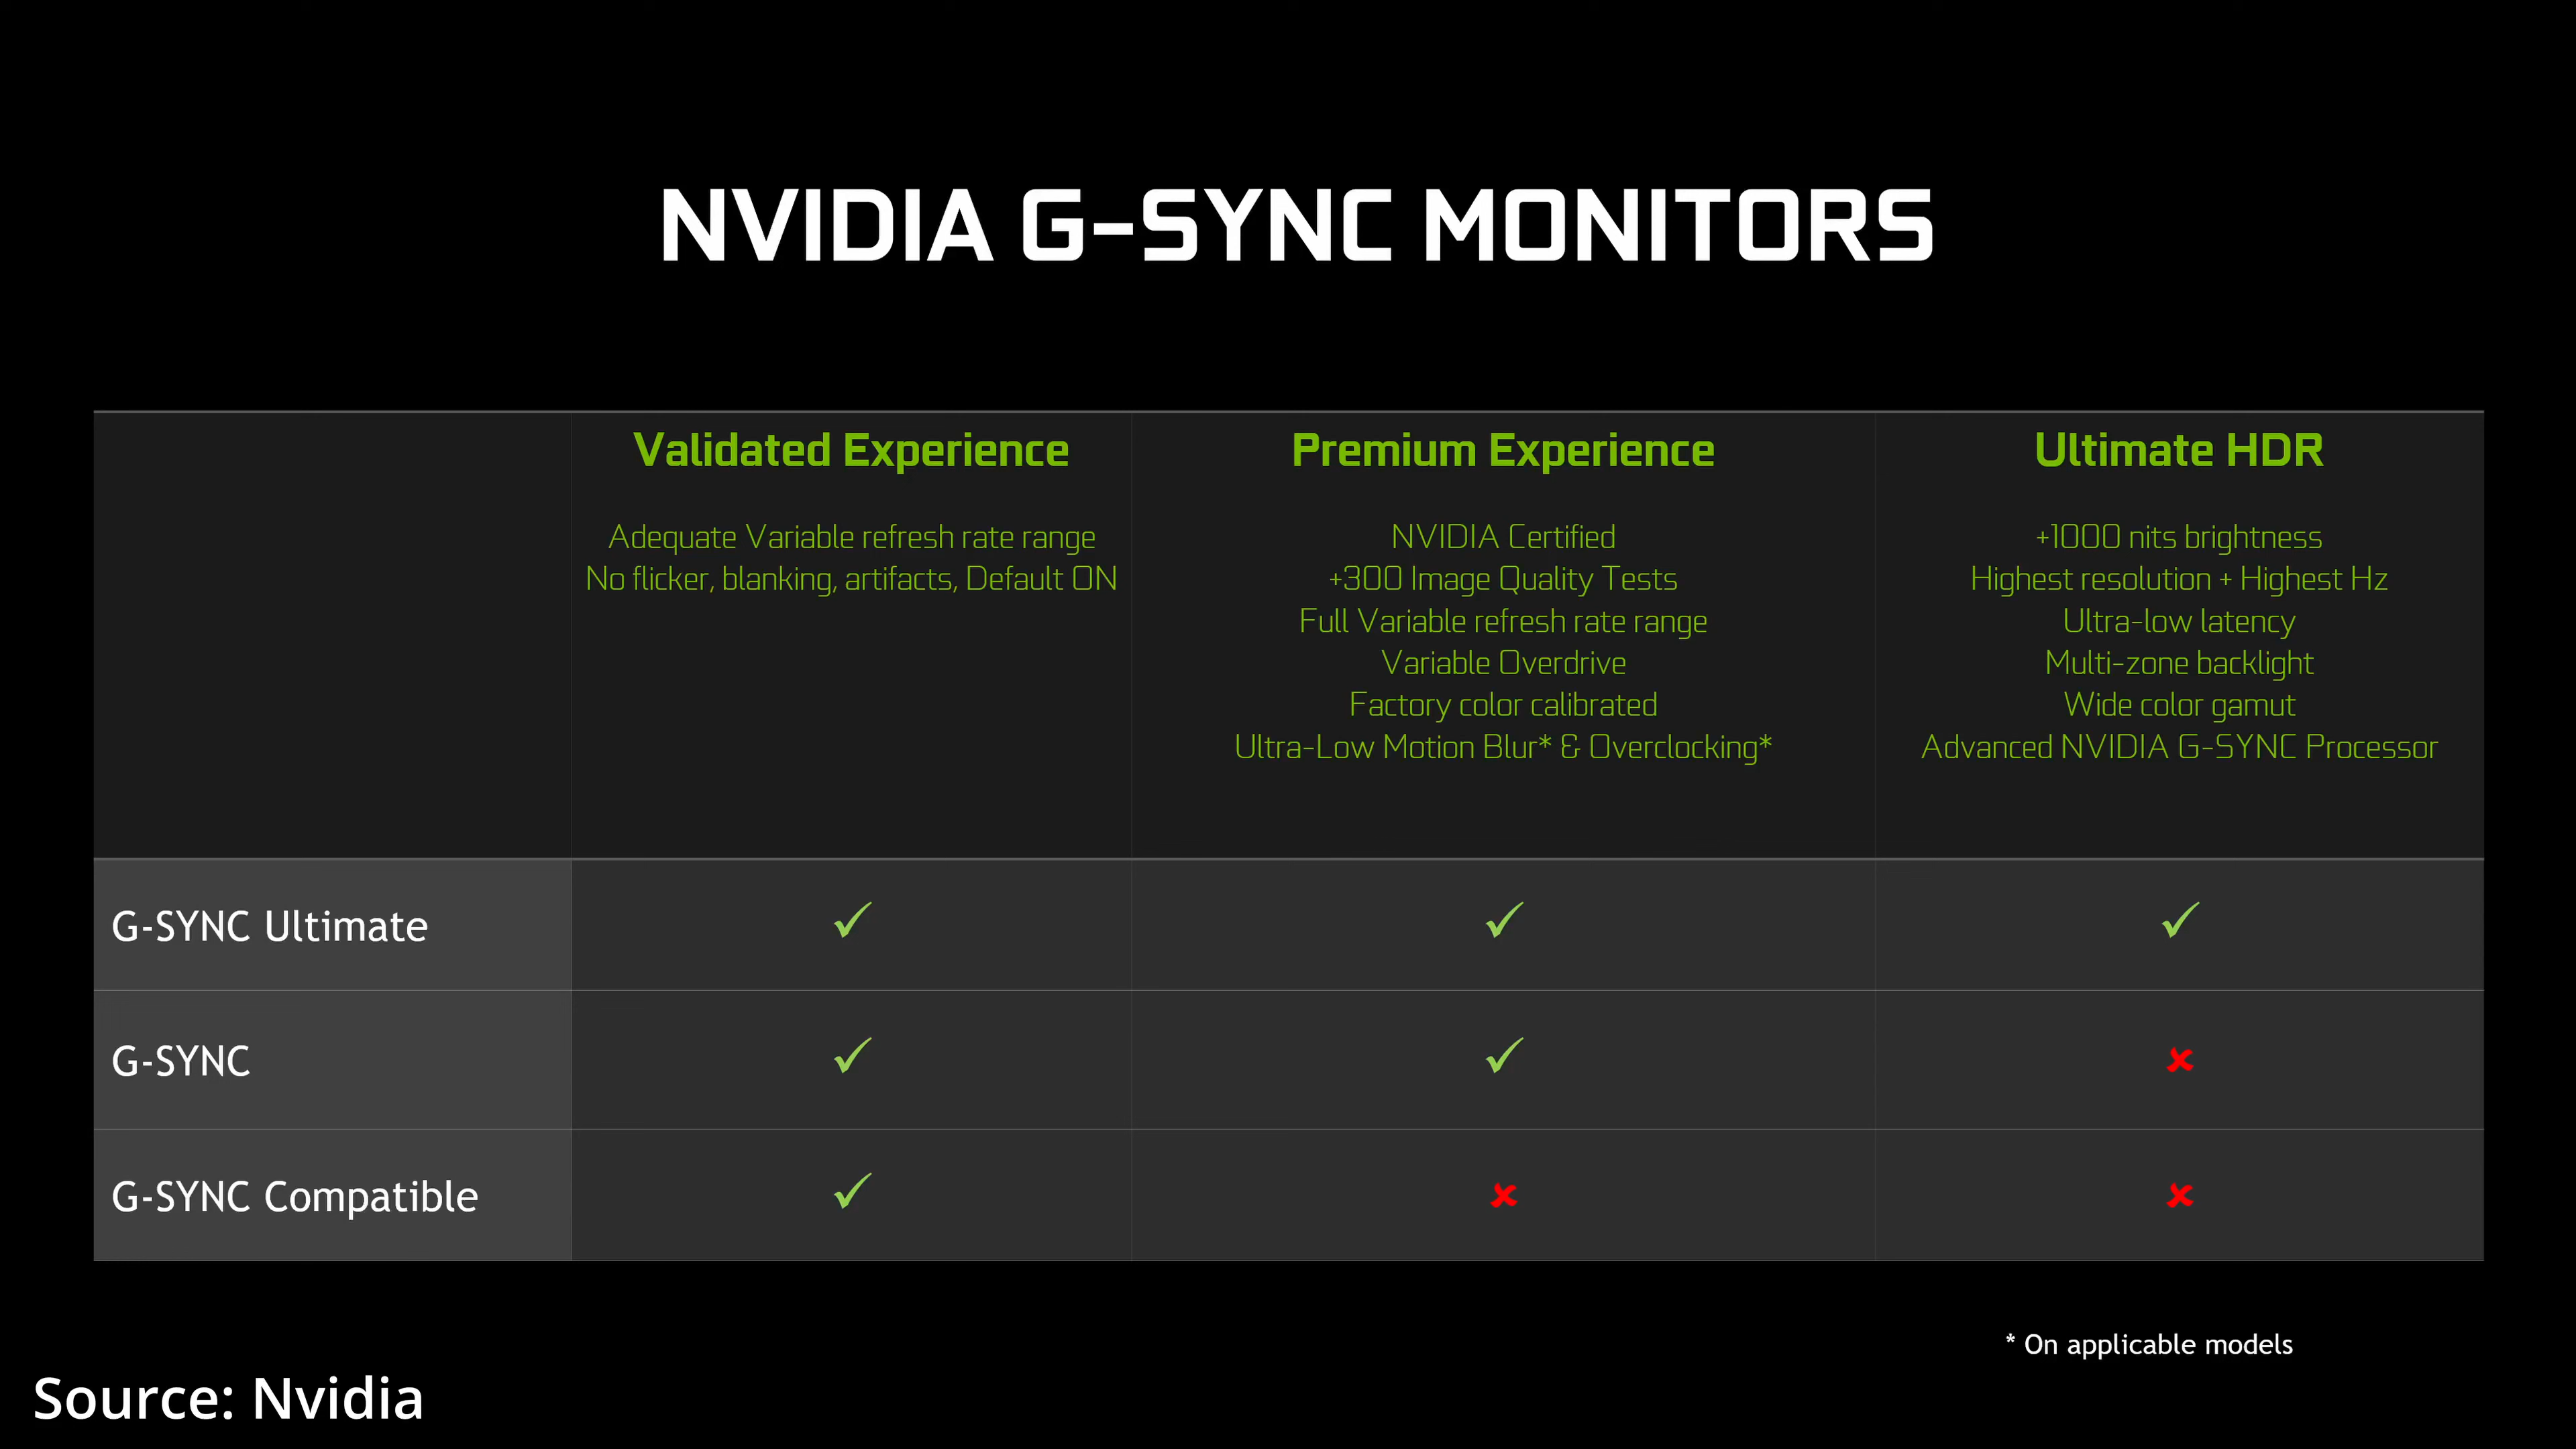 NVIDIA G-SYNC MONITORS
Validated Experience
Adequate Variable refresh rate range
No flicker, blanking, artifacts, Default ON
Premium Experience
NVIDIA Certified
+300 Image Quality Tests
Full Variable refresh rate range
Variable Overdrive
Factory color calibrated
Ultra-Low Motion Blur* & Overclocking*
Ultimate HDR
+1000 nits brightness
Highest resolution + Highest Hz
Ultra-low latency
Multi-zone backlight
Wide color gamut
Advanced NVIDIA G-SYNC Processor
G-SYNC Ultimate ✓ ✓ ✓
G-SYNC ✓ ✓ ✘
G-SYNC Compatible ✓ ✘ ✘
* On applicable models
Source: Nvidia